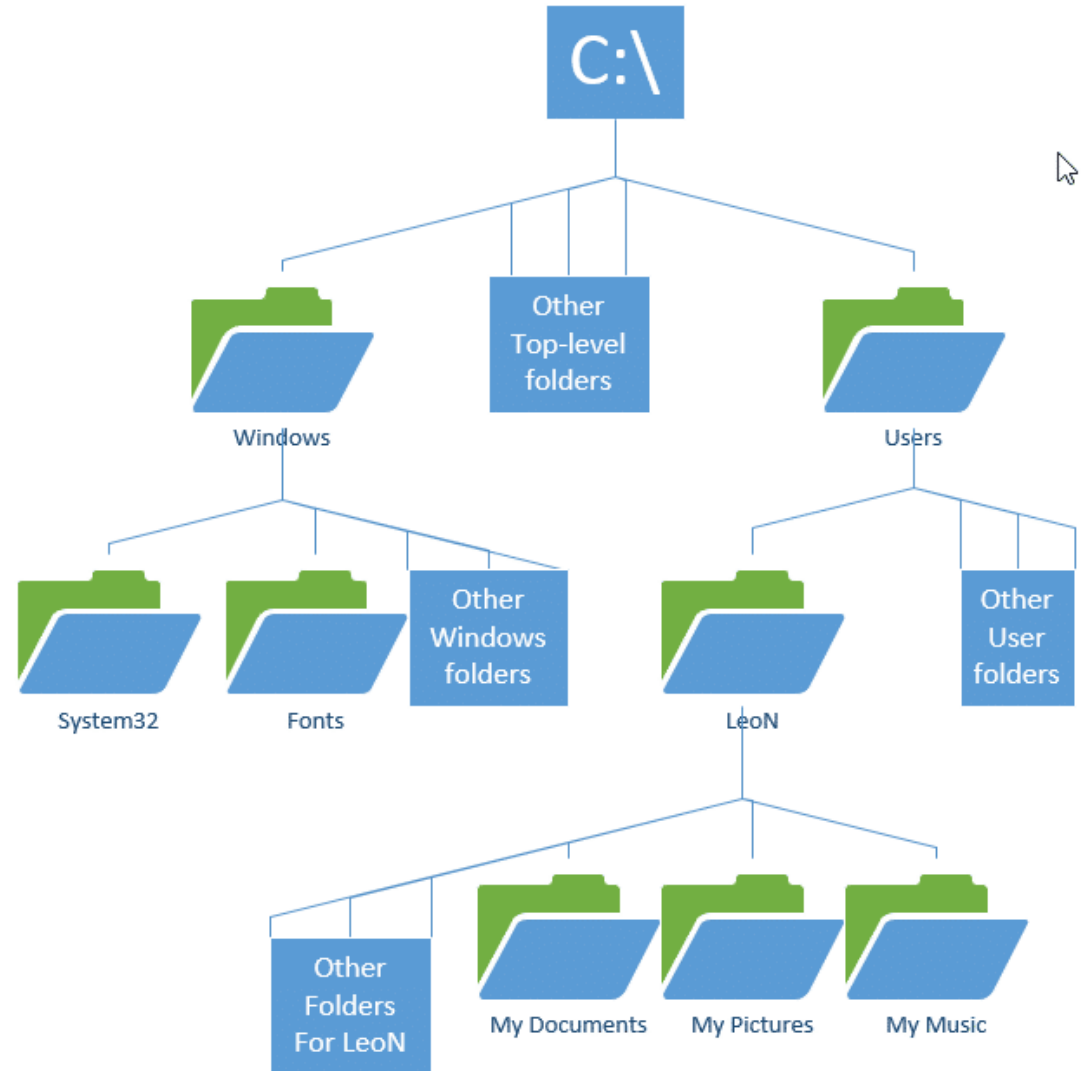 C:\
Other
Top-level
folders
Windows
Users
Other
Windows
folders
Other
User
folders
System32
Fonts
LeoN
Other
Folders
For LeoN
My Documents
My Pictures
My Music